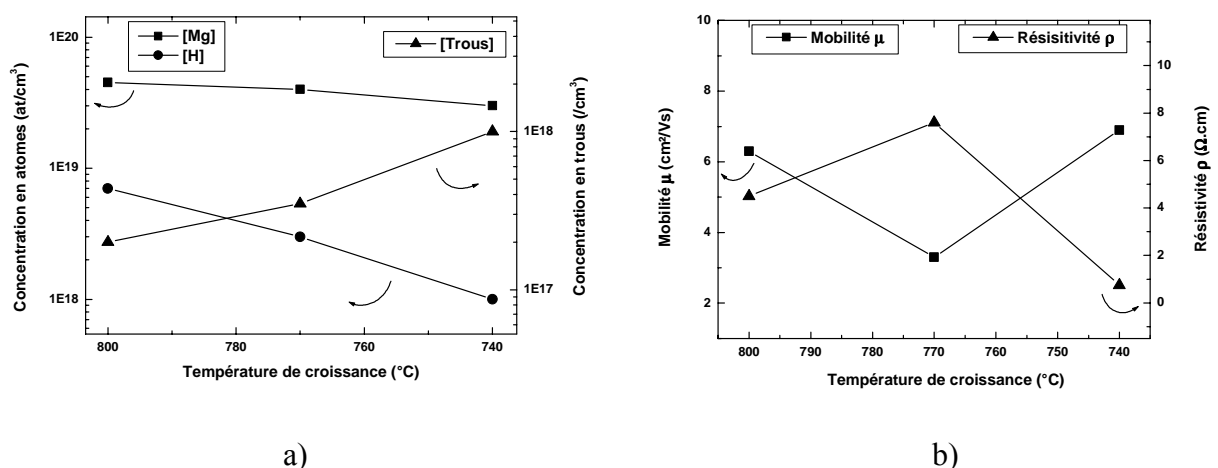 [Mg]
[H]
[Trous]
Concentration en atomes (at/cm³)
1E20
1E19
1E18
1E18
1E17
Concentration en trous (/cm³)
800 780 760 740
Température de croissance (°C)
a)
Mobilité μ
Résisitivité ρ
Mobilité μ (cm²/Vs)
10
8
6
4
2
10
8
6
4
2
0
Résistivité ρ (Ω.cm)
800 790 780 770 760 750 740
Température de croissance (°C)
b)